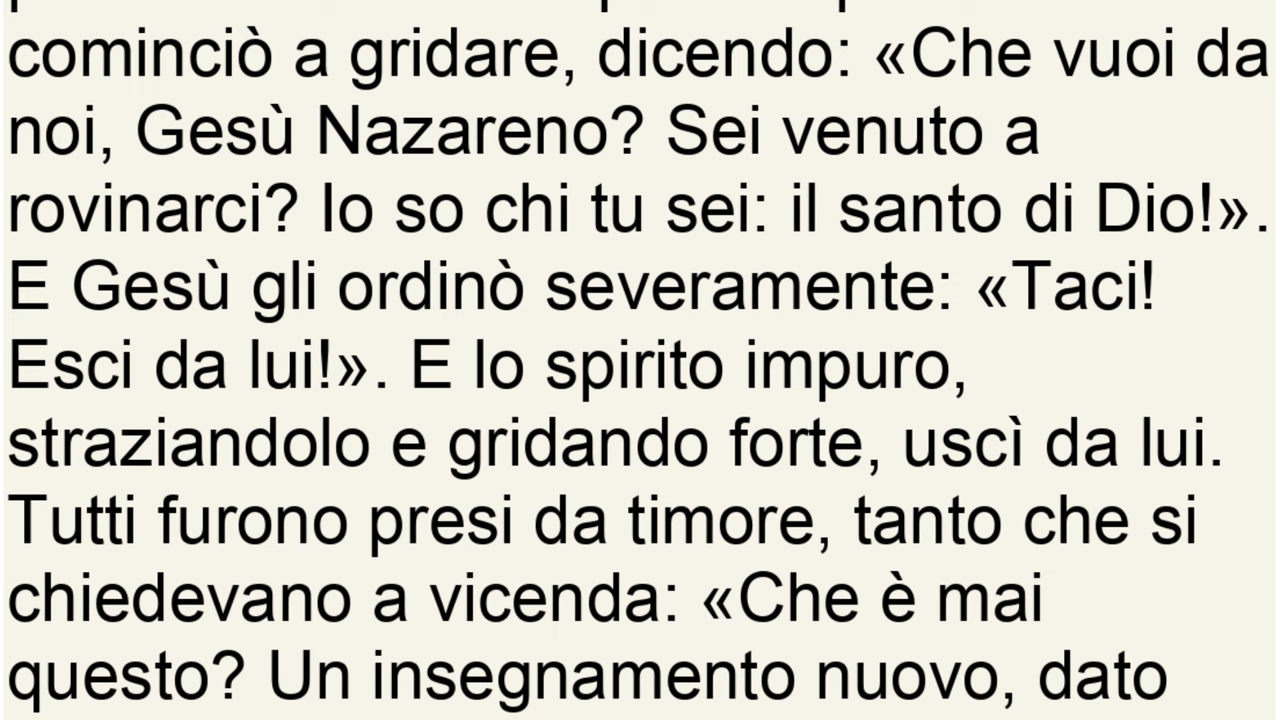 cominciò a gridare, dicendo: «Che vuoi da
noi, Gesù Nazareno? Sei venuto a
rovinarci? Io so chi tu sei: il santo di Dio!».
E Gesù gli ordinò severamente: «Taci!
Esci da lui!». E lo spirito impuro,
straziandolo e gridando forte, uscì da lui.
Tutti furono presi da timore, tanto che si
chiedevano a vicenda: «Che è mai
questo? Un insegnamento nuovo, dato